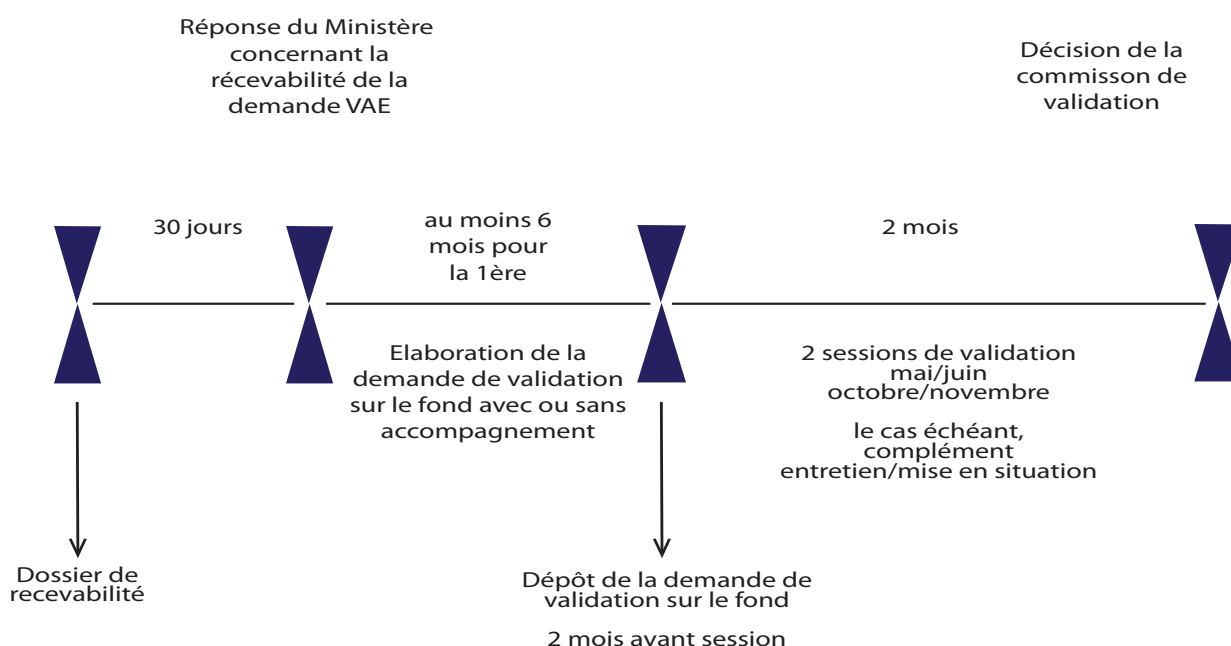 Réponse du Ministère
concernant la
récevabilité de la
demande VAE
Décision de la
commisson de
validation
30 jours
au moins 6
mois pour
la 1ère
2 mois
Elaboration de la
demande de validation
sur le fond avec ou sans
accompagnement
2 sessions de validation
mai/juin
octobre/novembre
le cas échéant,
complément
entretien/mise en situation
Dossier de
recevabilité
Dépôt de la demande de
validation sur le fond
2 mois avant session